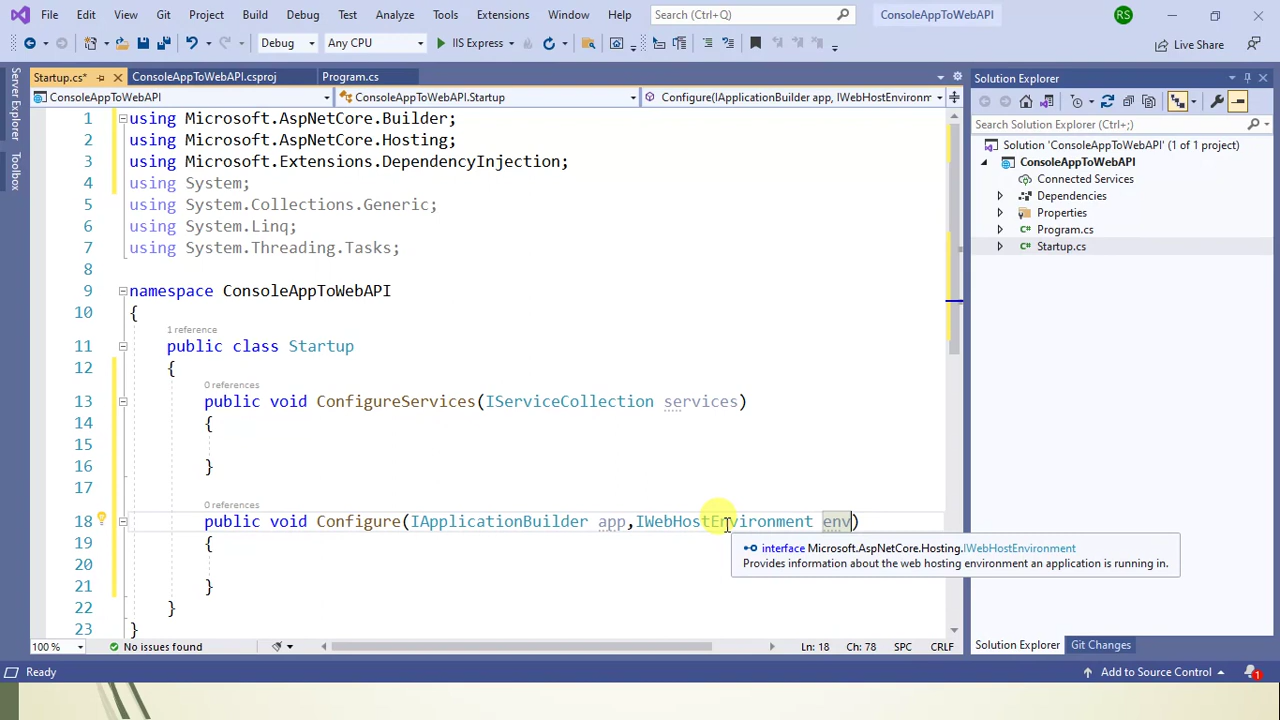 File Edit View Git Project Build Debug Test Analyze Tools Extensions Window Help Search (Ctrl+Q) ConsoleAppToWebAPI RS
Debug Any CPU IIS Express Live Share
Startup.cs* ConsoleAppToWebAPI.csproj Program.cs
ConsoleAppToWebAPI ConsoleAppToWebAPI.Startup Configure(IApplicationBuilder app, IWebHostEnvironm
Server Explorer
Toolbox
1 using Microsoft.AspNetCore.Builder;
2 using Microsoft.AspNetCore.Hosting;
3 using Microsoft.Extensions.DependencyInjection;
4 using System;
5 using System.Collections.Generic;
6 using System.Linq;
7 using System.Threading.Tasks;
8
9 namespace ConsoleAppToWebAPI
10 {
1 reference
11 public class Startup
12 {
0 references
13 public void ConfigureServices(IServiceCollection services)
14 {
15
16 }
17
0 references
18 public void Configure(IApplicationBuilder app,IWebHostEnvironment env)
19 {
20
21 }
22 }
23 }
interface Microsoft.AspNetCore.Hosting.IWebHostEnvironment
Provides information about the web hosting environment an application is running in.
100 % No issues found Ln: 18 Ch: 78 SPC CRLF
Solution Explorer
Search Solution Explorer (Ctrl+;)
Solution 'ConsoleAppToWebAPI' (1 of 1 project)
ConsoleAppToWebAPI
Connected Services
Dependencies
Properties
C# Program.cs
C# Startup.cs
Solution Explorer Git Changes
Ready Add to Source Control 1